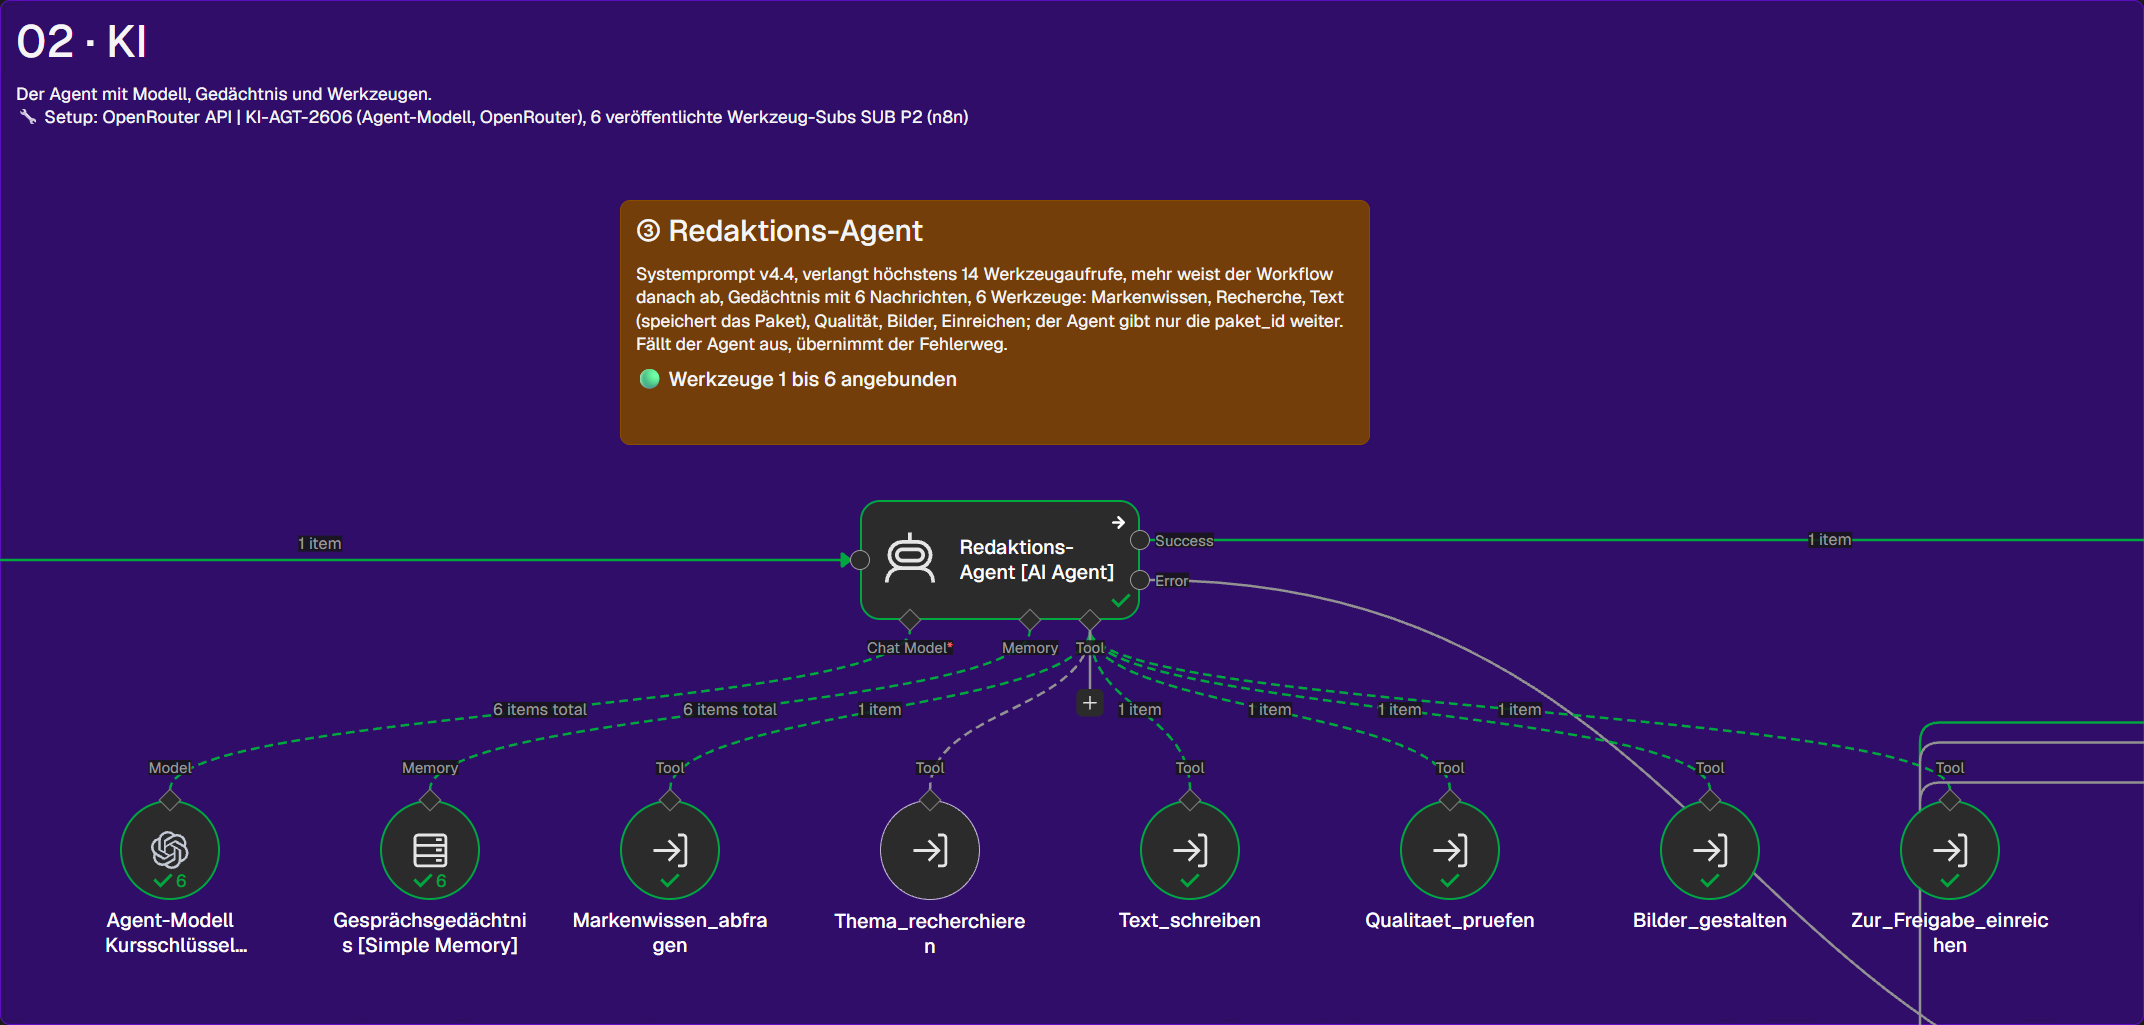 02 · KI
Der Agent mit Modell, Gedächtnis und Werkzeugen.
🔧 Setup: OpenRouter API | KI-AGT-2606 (Agent-Modell, OpenRouter), 6 veröffentlichte Werkzeug-Subs SUB P2 (n8n)
③ Redaktions-Agent
Systemprompt v4.4, verlangt höchstens 14 Werkzeugaufrufe, mehr weist der Workflow
danach ab, Gedächtnis mit 6 Nachrichten, 6 Werkzeuge: Markenwissen, Recherche, Text
(speichert das Paket), Qualität, Bilder, Einreichen; der Agent gibt nur die paket_id weiter.
Fällt der Agent aus, übernimmt der Fehlerweg.
🟢 Werkzeuge 1 bis 6 angebunden
1 item
Redaktions-
Agent [AI Agent]
Success
1 item
Error
Chat Model*
Memory
Tool
6 items total
6 items total
1 item
+
1 item
1 item
1 item
1 item
Model
Memory
Tool
Tool
Tool
Tool
Tool
Tool
6
6
Agent-Modell
Kursschlüssel...
Gesprächsgedächtni
s [Simple Memory]
Markenwissen_abfra
gen
Thema_recherchiere
n
Text_schreiben
Qualitaet_pruefen
Bilder_gestalten
Zur_Freigabe_einreic
hen